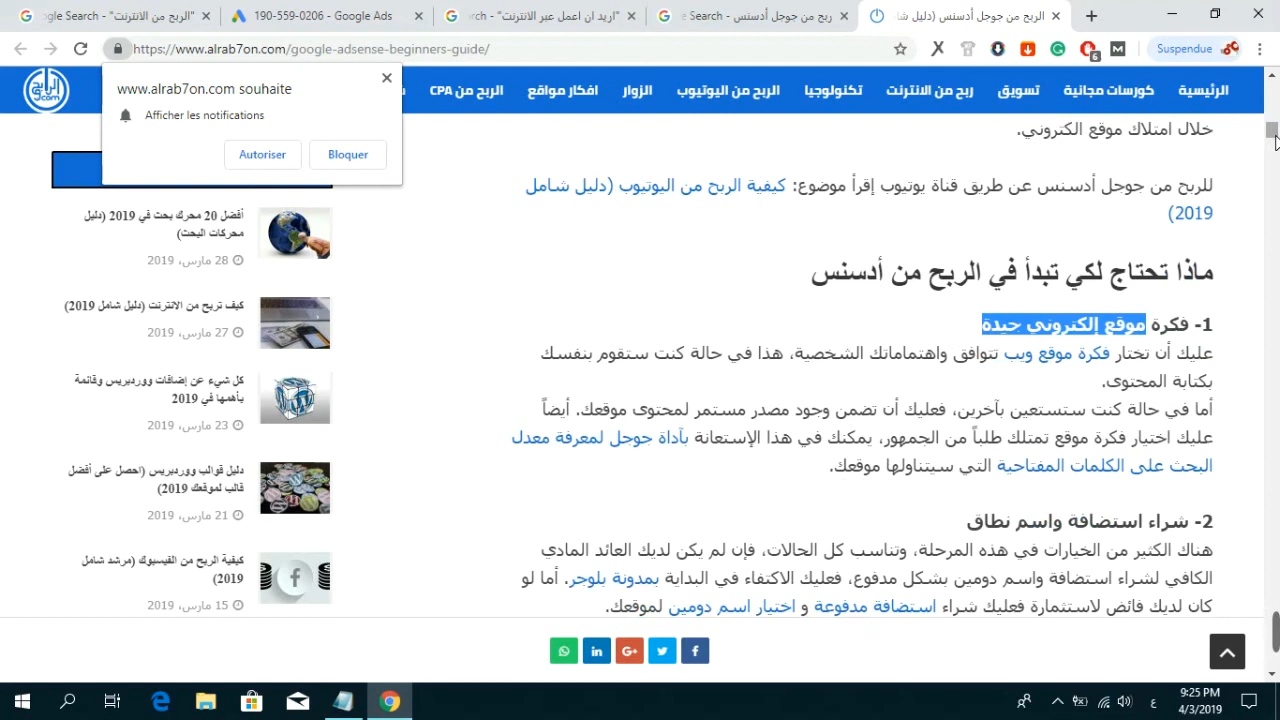 الربح من الانترنت"
190-559-0206 - Google Ads
اريد ان اعمل عبر الانترنت"
ربح من جوجل أدسنس - Search
الربح من جوجل أدسنس (دليل شا
https://www.alrab7on.com/google-adsense-beginners-guide/
6
Suspendue
www.alrab7on.com souhaite
Afficher les notifications
Autoriser
Bloquer
الرئيسية
كورسات مجانية
تسويق
ربح من الانترنت
تكنولوجيا
الربح من اليوتيوب
الزوار
افكار مواقع
الربح من CPA
خلال امتلاك موقع الكتروني.
للربح من جوجل أدسنس عن طريق قناة يوتيوب إقرأ موضوع: كيفية الربح من اليوتيوب (دليل شامل
2019)
ماذا تحتاج لكي تبدأ في الربح من أدسنس
1- فكرة موقع إلكتروني جيدة
عليك أن تختار فكرة موقع ويب تتوافق واهتماماتك الشخصية، هذا في حالة كنت ستقوم بنفسك
بكتابة المحتوى.
أما في حالة كنت ستستعين بآخرين، فعليك أن تضمن وجود مصدر مستمر لمحتوى موقعك. أيضاً
عليك اختيار فكرة موقع تمتلك طلباً من الجمهور، يمكنك في هذا الإستعانة بآداة جوجل لمعرفة معدل
البحث على الكلمات المفتاحية التي سيتناولها موقعك.
2- شراء استضافة واسم نطاق
هناك الكثير من الخيارات في هذه المرحلة، وتناسب كل الحالات، فإن لم يكن لديك العائد المادي
الكافي لشراء استضافة واسم دومين بشكل مدفوع، فعليك الاكتفاء في البداية بمدونة بلوجر. أما لو
كان لديك فائض لاستثمارة فعليك شراء استضافة مدفوعة و اختيار اسم دومين لموقعك.
أفضل 20 محرك بحث في 2019 (دليل
محركات البحث)
28 مارس، 2019
كيف تربح من الانترنت (دليل شامل 2019)
27 مارس، 2019
كل شيء عن إضافات ووردبريس وقائمة
بأهمها في 2019
23 مارس، 2019
دليل قوالب ووردبريس (احصل على أفضل
قالب لموقعك 2019)
21 مارس، 2019
كيفية الربح من الفيسبوك (مرشد شامل
2019)
15 مارس، 2019
ع
9:25 PM
4/3/2019